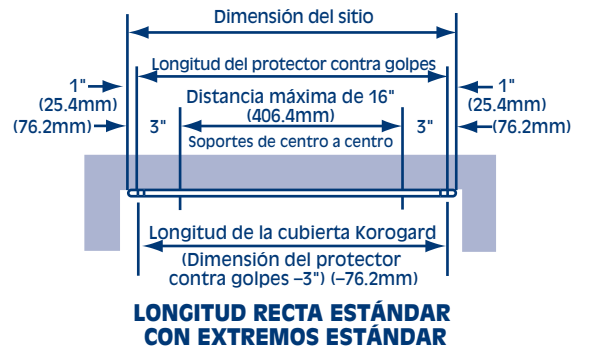 Dimensión del sitio
Longitud del protector contra golpes
1"
(25.4mm)
(76.2mm)
3"
Distancia máxima de 16"
(406.4mm)
Soportes de centro a centro
3"
1"
(25.4mm)
(76.2mm)
Longitud de la cubierta Korogard
(Dimensión del protector
contra golpes –3") (–76.2mm)
LONGITUD RECTA ESTÁNDAR
CON EXTREMOS ESTÁNDAR